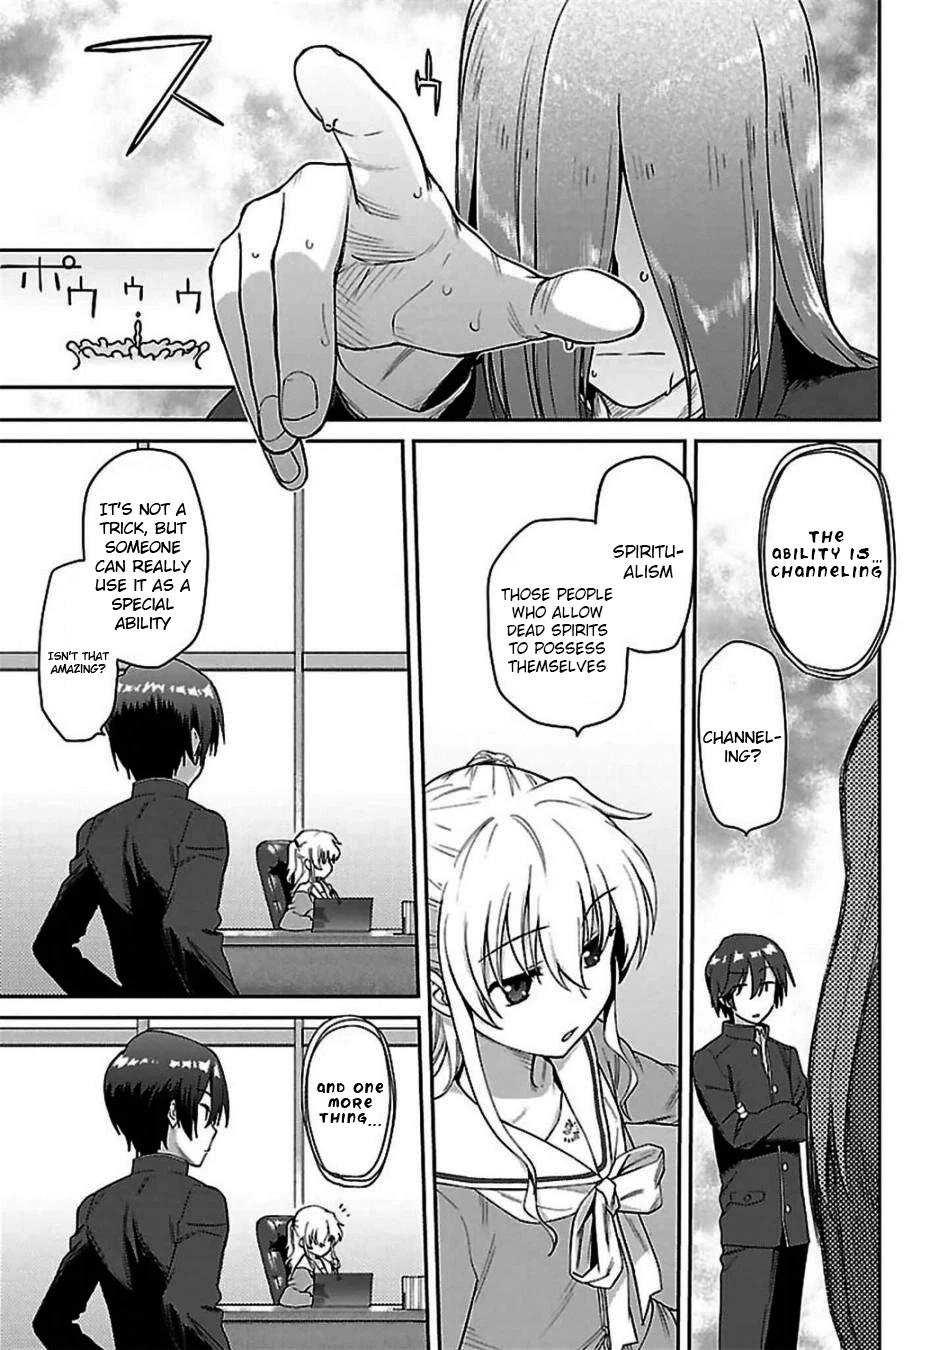 スゥ
ポゥゥゥ
THE
ABILITY IS...
CHANNELING
CHANNEL-
ING?
SPIRITU-
ALISM
THOSE PEOPLE
WHO ALLOW
DEAD SPIRITS
TO POSSESS
THEMSELVES
IT'S NOT A
TRICK, BUT
SOMEONE
CAN REALLY
USE IT AS A
SPECIAL
ABILITY
ISN'T THAT
AMAZING?
AND ONE
MORE
THING...